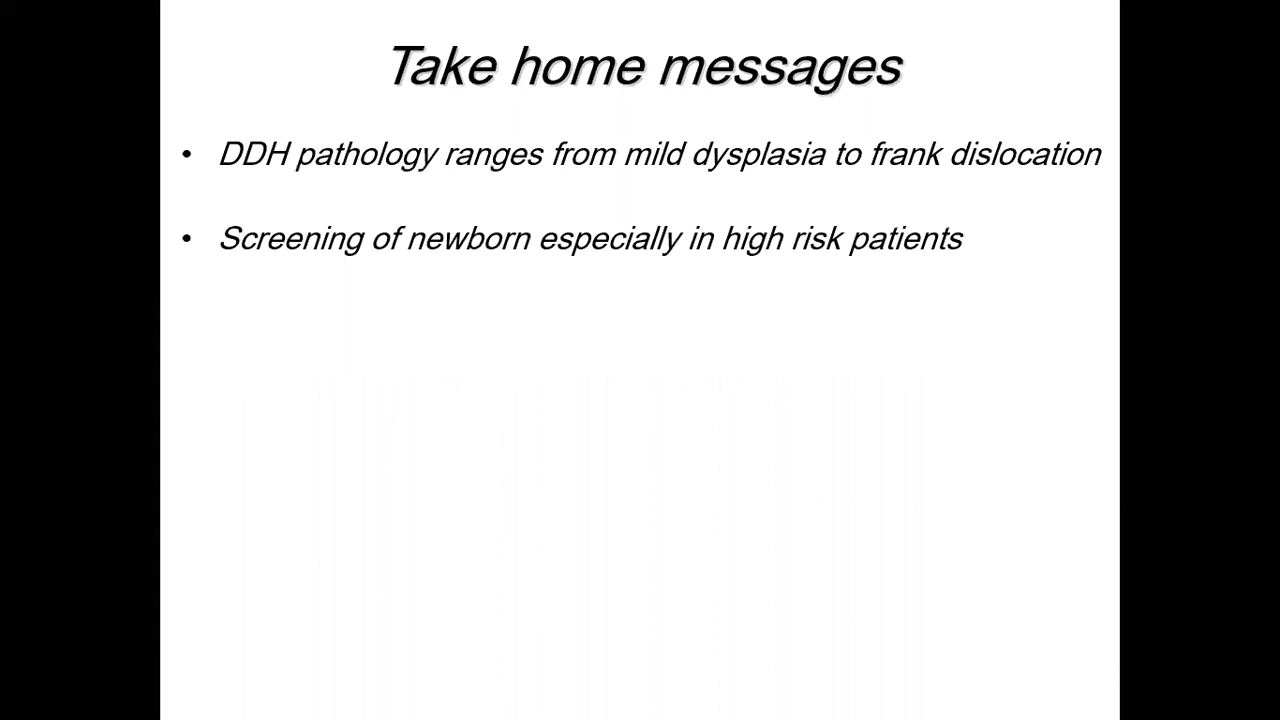 Take home messages
• DDH pathology ranges from mild dysplasia to frank dislocation
• Screening of newborn especially in high risk patients